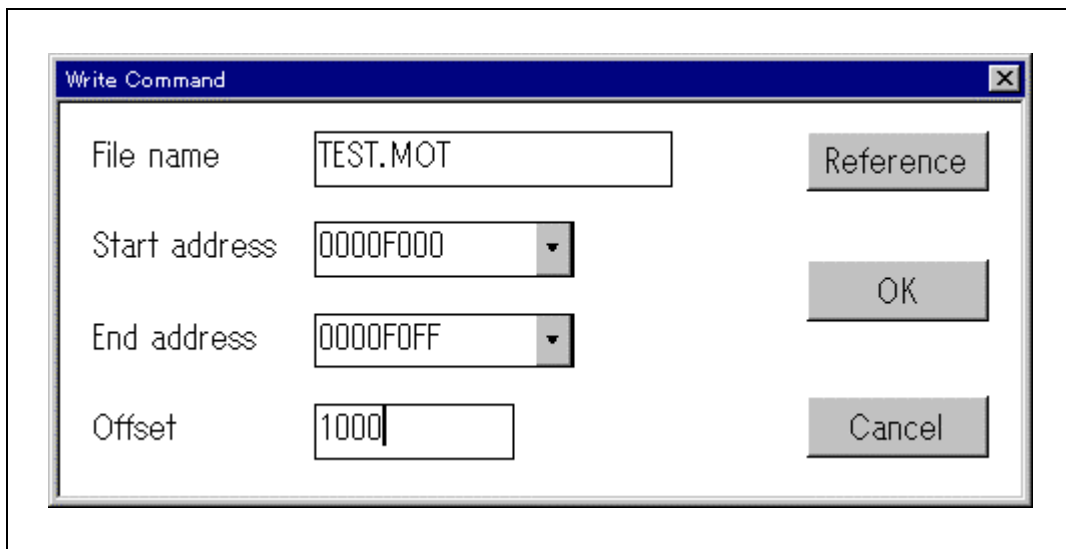 Write Command
File name TEST.MOT Reference
Start address 0000F000
OK
End address 0000F0FF
Offset 1000 Cancel